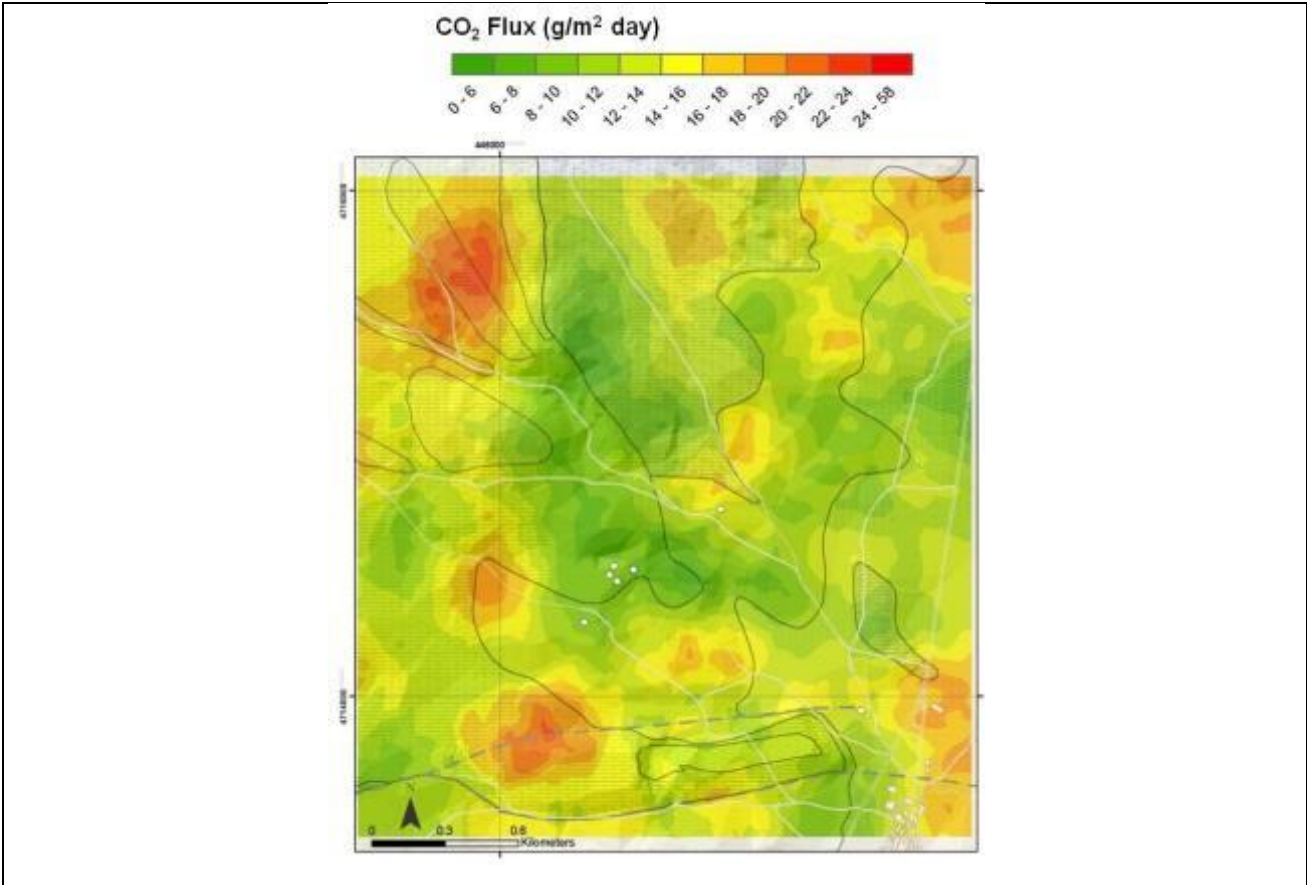 CO₂ Flux (g/m² day)
0 - 6
6 - 8
8 - 10
10 - 12
12 - 14
14 - 16
16 - 18
18 - 20
20 - 22
22 - 24
24 - 58
N
0 0.3 0.6
Kilometers